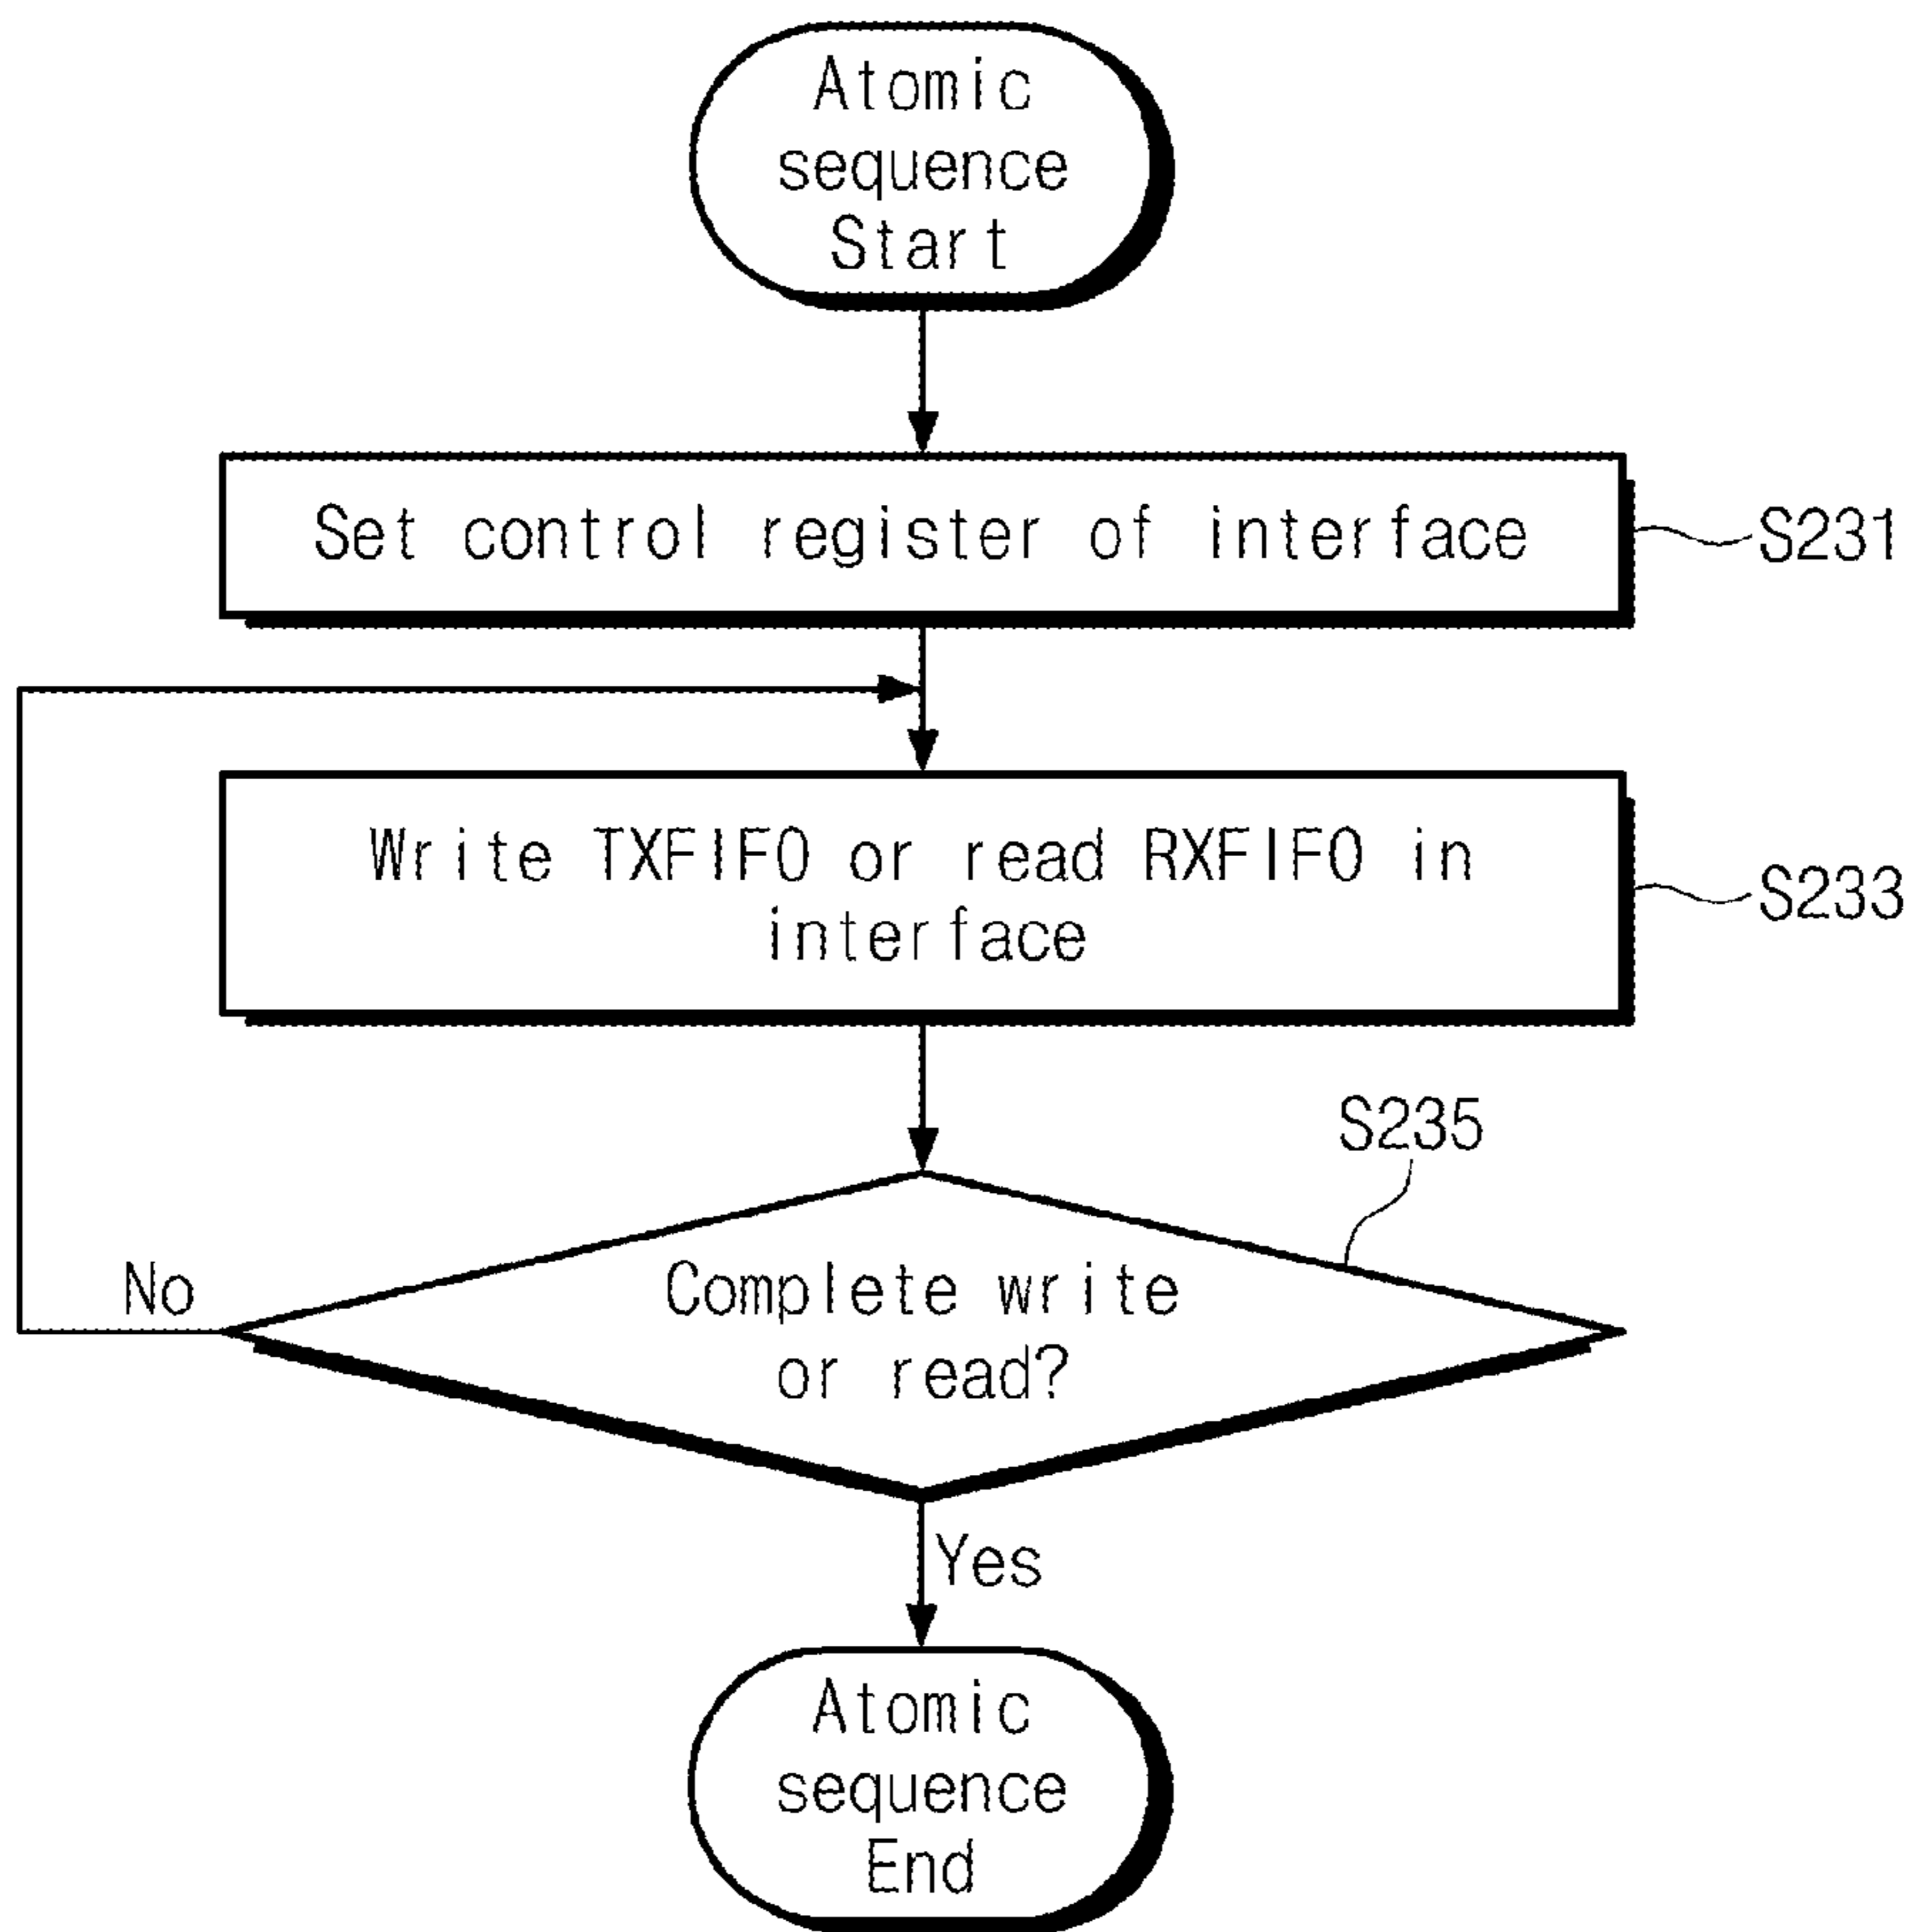 Atomic
sequence
Start
Set control register of interface
S231
Write TXFIFO or read RXFIFO in
interface
S233
S235
No
Complete write
or read?
Yes
Atomic
sequence
End